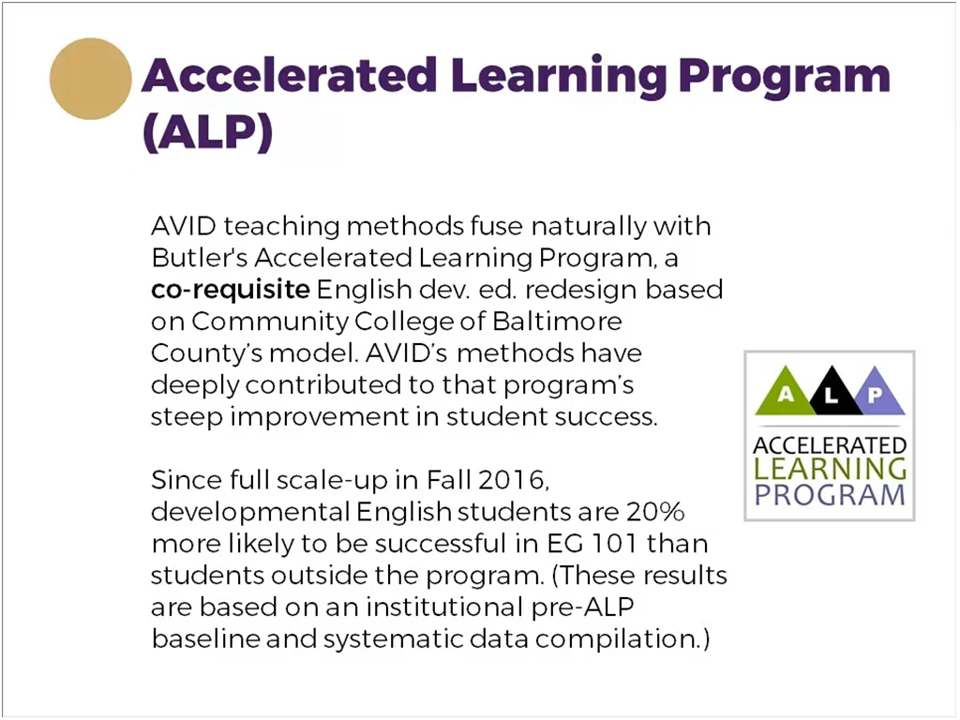 Accelerated Learning Program
(ALP)
AVID teaching methods fuse naturally with
Butler's Accelerated Learning Program, a
co-requisite English dev. ed. redesign based
on Community College of Baltimore
County’s model. AVID’s methods have
deeply contributed to that program’s
steep improvement in student success.
Since full scale-up in Fall 2016,
developmental English students are 20%
more likely to be successful in EG 101 than
students outside the program. (These results
are based on an institutional pre-ALP
baseline and systematic data compilation.)
A L P
ACCELERATED
LEARNING
PROGRAM